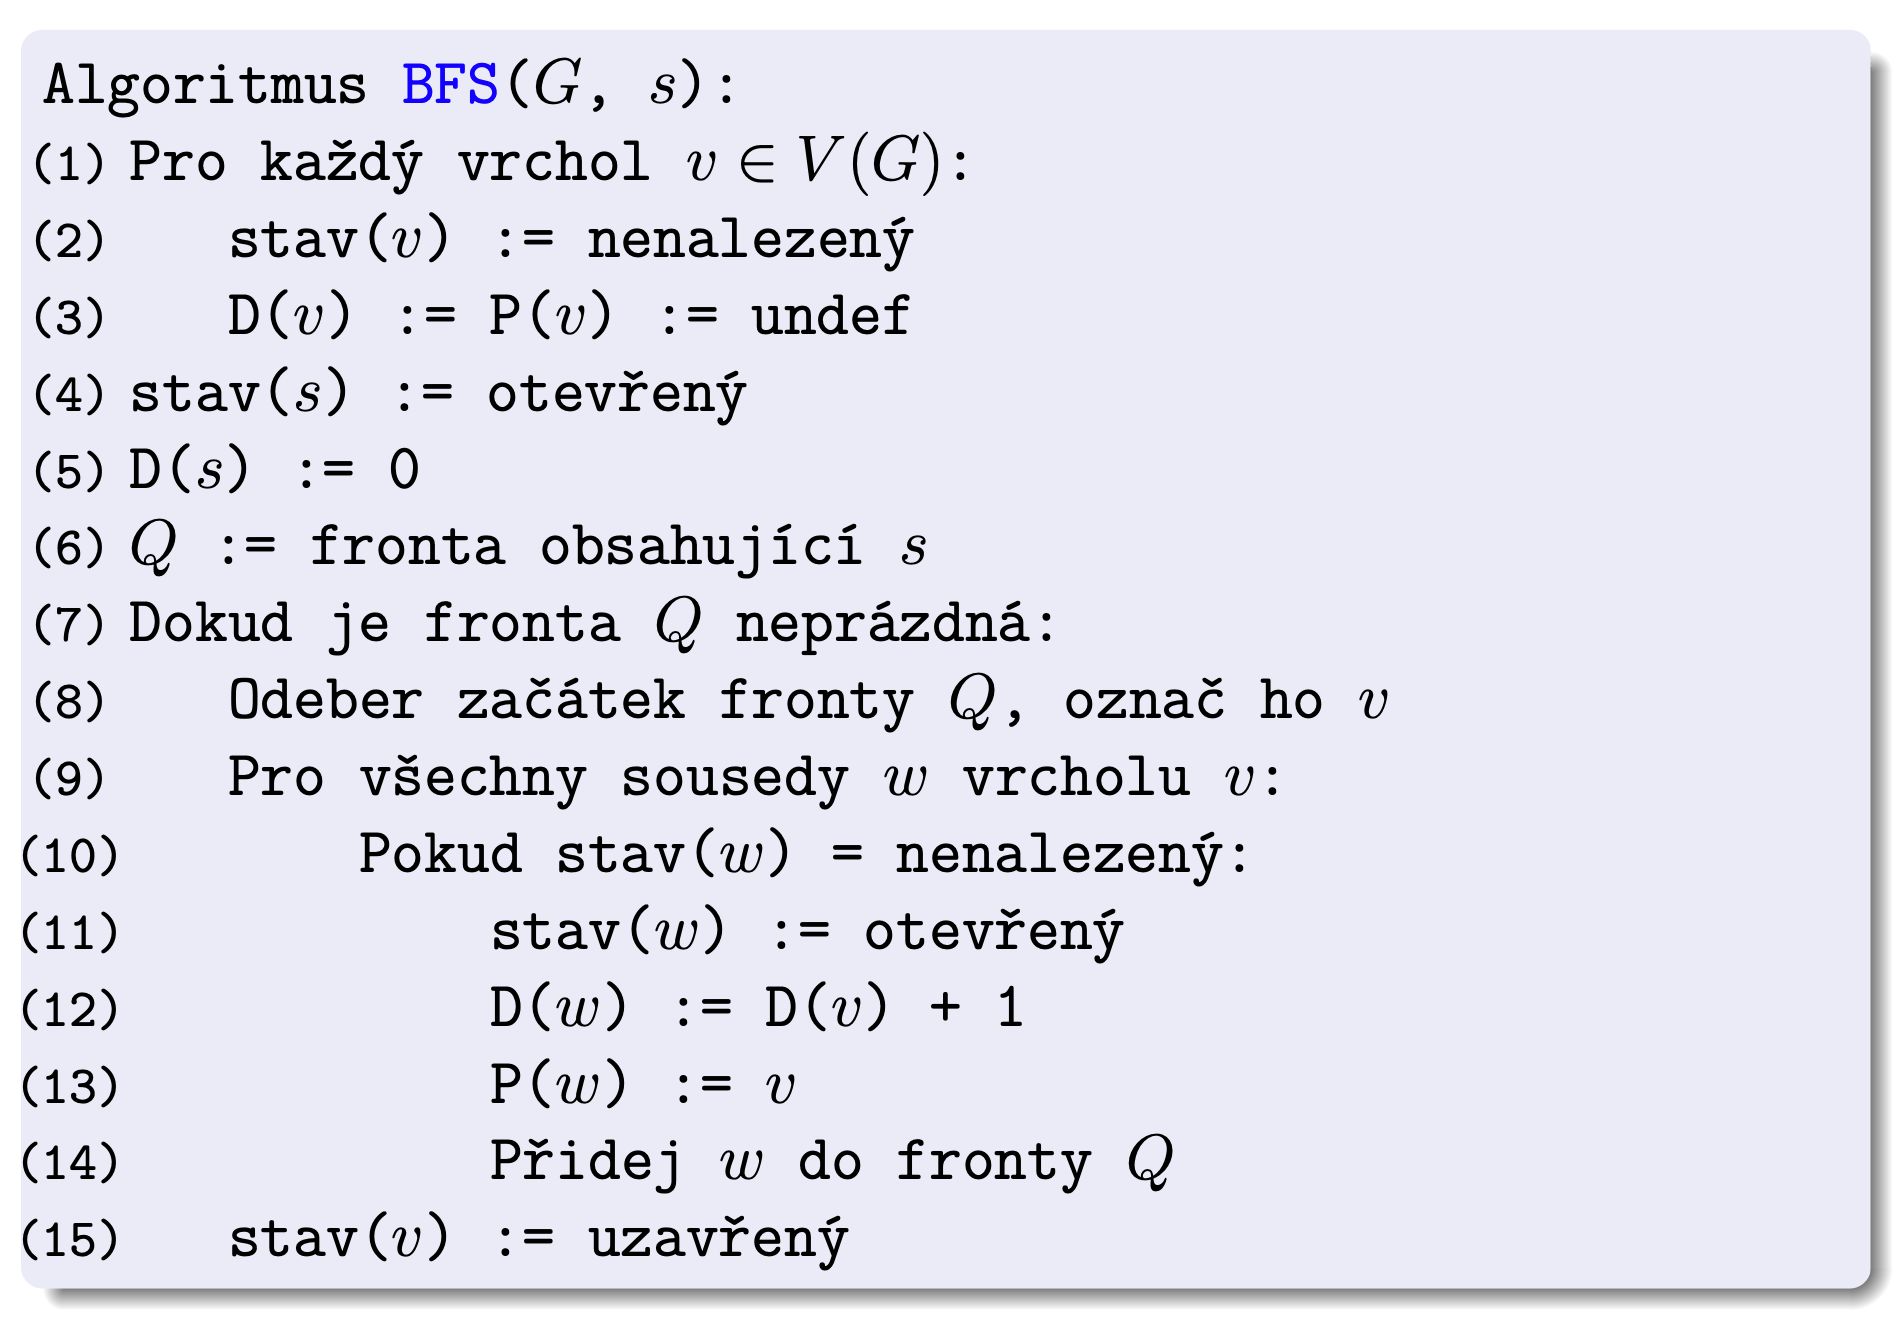 Algoritmus BFS(G, s):
(1) Pro každý vrchol v ∈ V(G):
(2) stav(v) := nenalezený
(3) D(v) := P(v) := undef
(4) stav(s) := otevřený
(5) D(s) := 0
(6) Q := fronta obsahující s
(7) Dokud je fronta Q neprázdná:
(8) Odeber začátek fronty Q, označ ho v
(9) Pro všechny sousedy w vrcholu v:
(10) Pokud stav(w) = nenalezený:
(11) stav(w) := otevřený
(12) D(w) := D(v) + 1
(13) P(w) := v
(14) Přidej w do fronty Q
(15) stav(v) := uzavřený